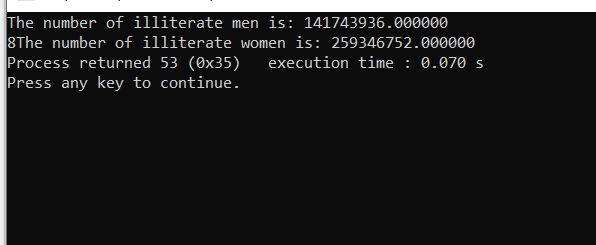 The number of illiterate men is: 141743936.000000
8The number of illiterate women is: 259346752.000000
Process returned 53 (0x35)   execution time : 0.070 s
Press any key to continue.